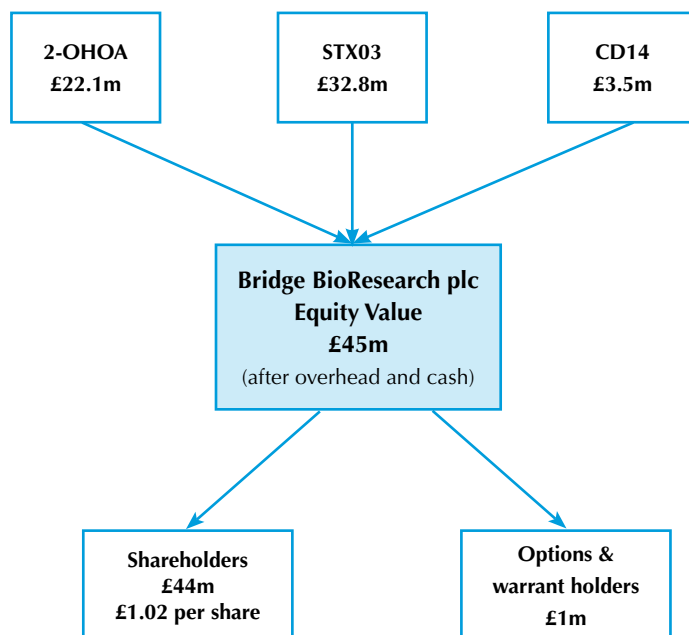 2-OHOA
£22.1m
STX03
£32.8m
CD14
£3.5m
Bridge BioResearch plc
Equity Value
£45m
(after overhead and cash)
Shareholders
£44m
£1.02 per share
Options &
warrant holders
£1m